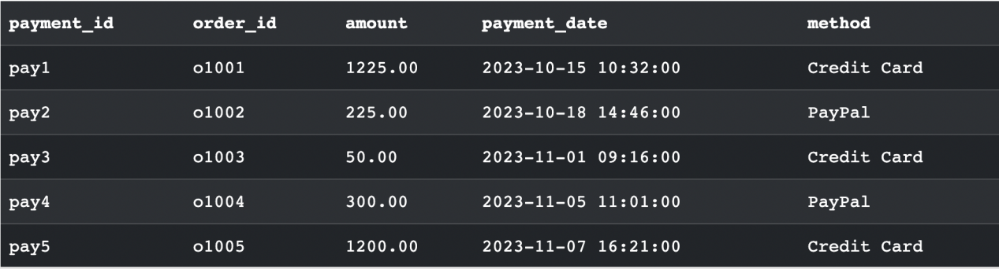 payment_id order_id amount payment_date method
pay1 o1001 1225.00 2023-10-15 10:32:00 Credit Card
pay2 o1002 225.00 2023-10-18 14:46:00 PayPal
pay3 o1003 50.00 2023-11-01 09:16:00 Credit Card
pay4 o1004 300.00 2023-11-05 11:01:00 PayPal
pay5 o1005 1200.00 2023-11-07 16:21:00 Credit Card